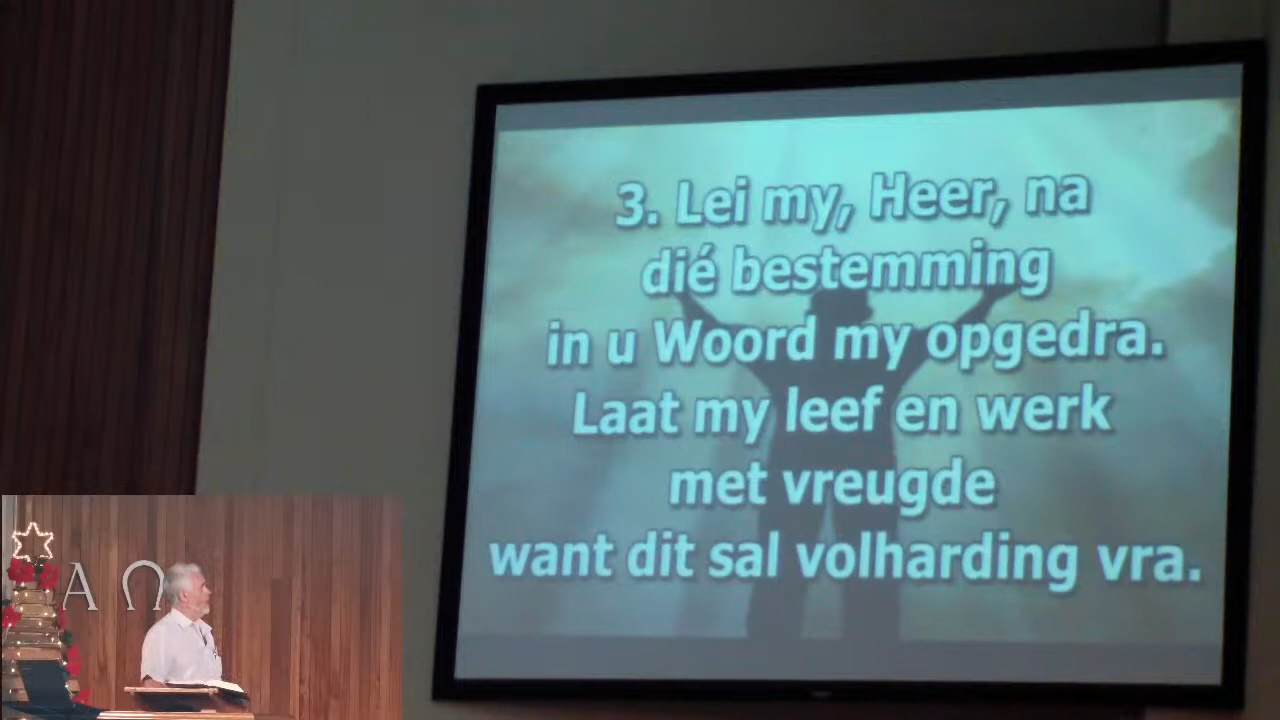 3. Lei my, Heer, na
dié bestemming
in u Woord my opgedra.
Laat my leef en werk
met vreugde
want dit sal volharding vra.
Α Ω